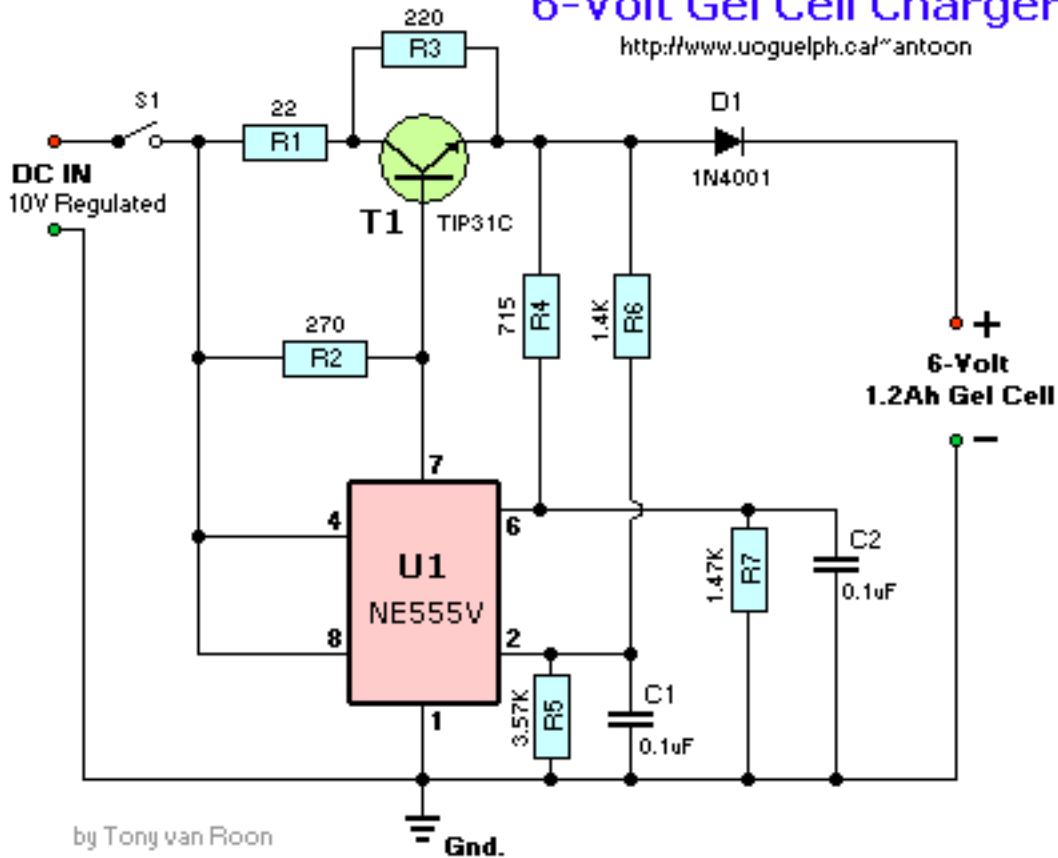 6-Volt Gel Cell Charger
http://www.uoguelph.ca/~antoon
220
R3
S1
22
R1
D1
1N4001
DC IN
10V Regulated
T1
TIP31C
715
R4
1.4K
R6
270
R2
+
6-Volt
1.2Ah Gel Cell
−
7
4
6
U1
NE555V
8
2
1
1.47K
R7
C2
0.1uF
3.57K
R5
C1
0.1uF
by Tony van Roon
Gnd.